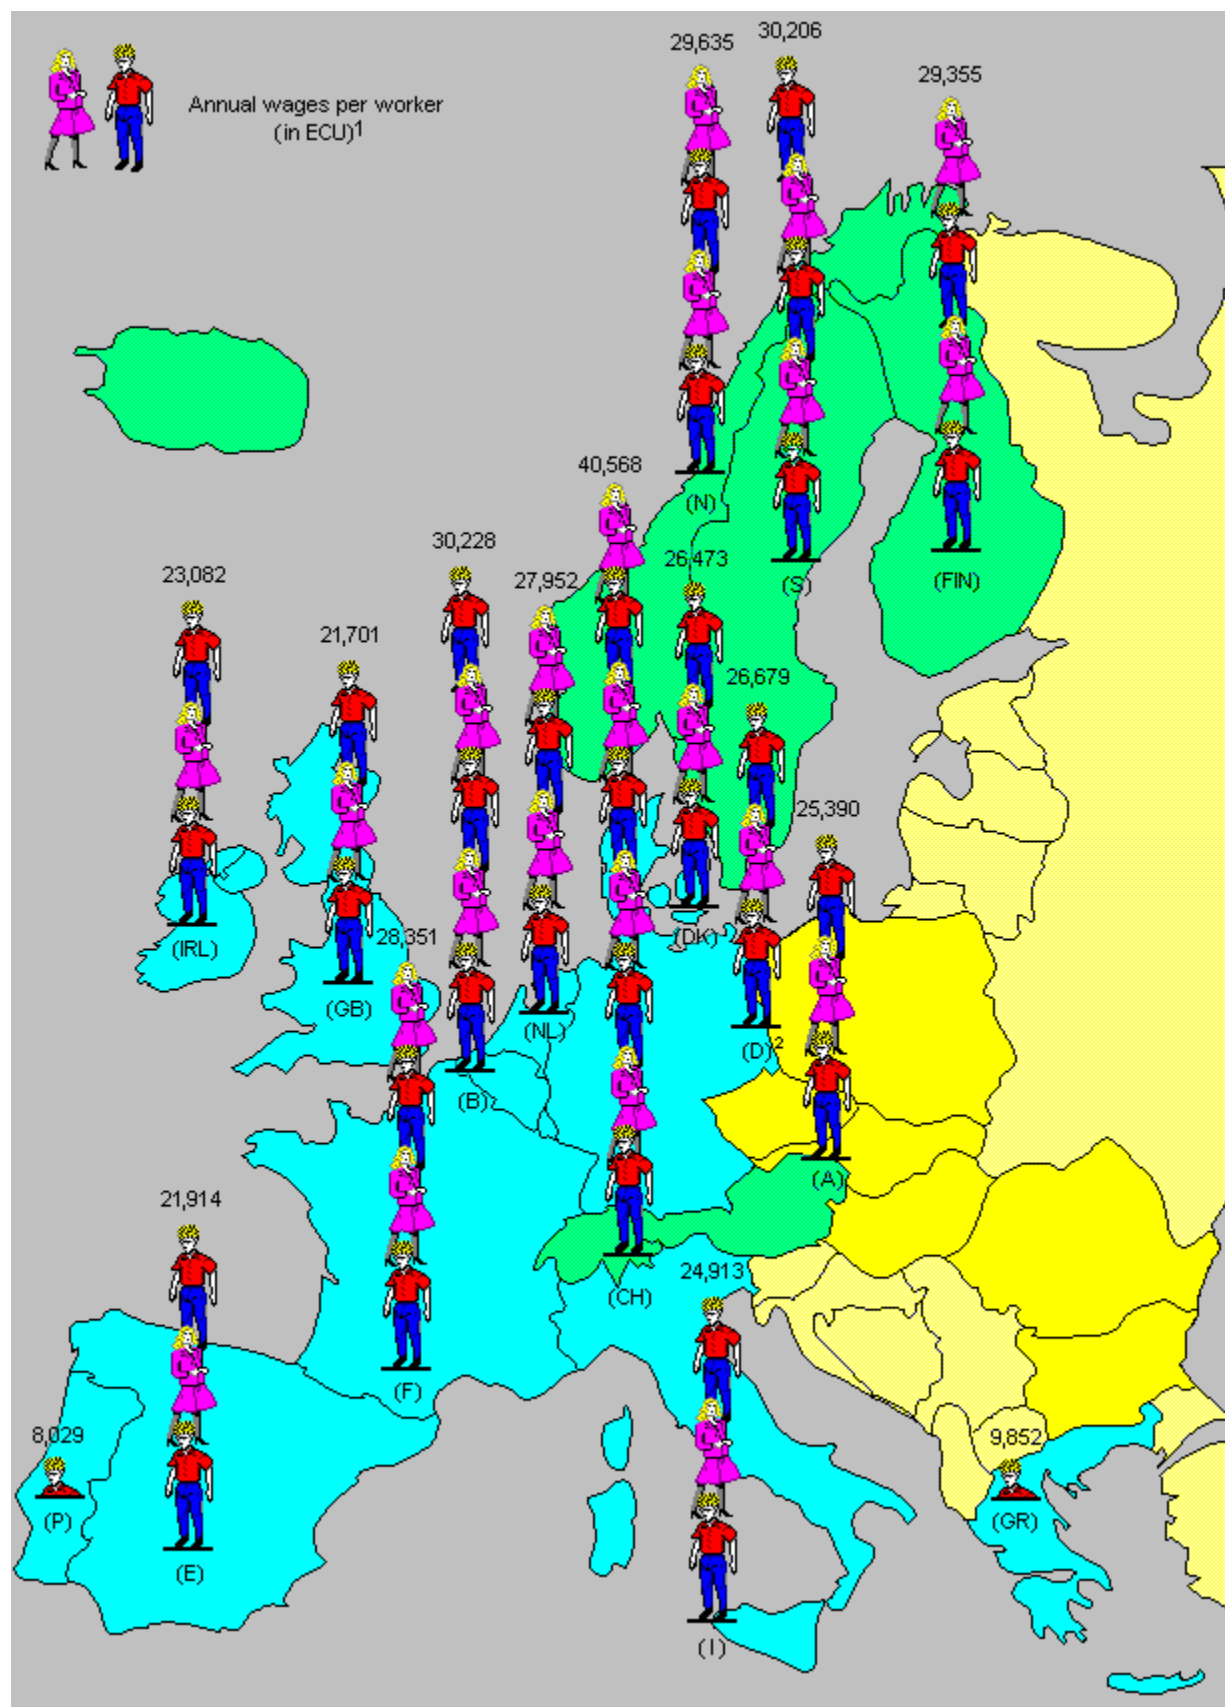 29,635
30,206
29,355
Annual wages per worker
(in ECU)1
40,568
(N)
30,228
26,473
23,082
27,952
(S)
(FIN)
21,701
26,679
25,390
(IRL)
28,351
(DK)
(GB)
(NL)
(D)2
(B)
(A)
21,914
24,913
(CH)
(F)
8,029
9,852
(P)
(GR)
(E)
(I)